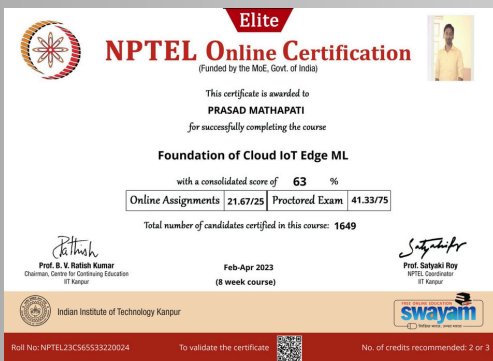 Elite
NPTEL Online Certification
(Funded by the MoE, Govt. of India)
This certificate is awarded to
PRASAD MATHAPATI
for successfully completing the course
Foundation of Cloud IoT Edge ML
with a consolidated score of 63 %
Online Assignments 21.67/25 Proctored Exam 41.33/75
Total number of candidates certified in this course: 1649
Prof. B. V. Ratish Kumar
Chairman, Centre for Continuing Education
IIT Kanpur
Feb-Apr 2023
(8 week course)
Prof. Satyaki Roy
NPTEL Coordinator
IIT Kanpur
Indian Institute of Technology Kanpur
FREE ONLINE EDUCATION
swayam
Roll No: NPTEL23CS65S33220024
To validate the certificate
No. of credits recommended: 2 or 3